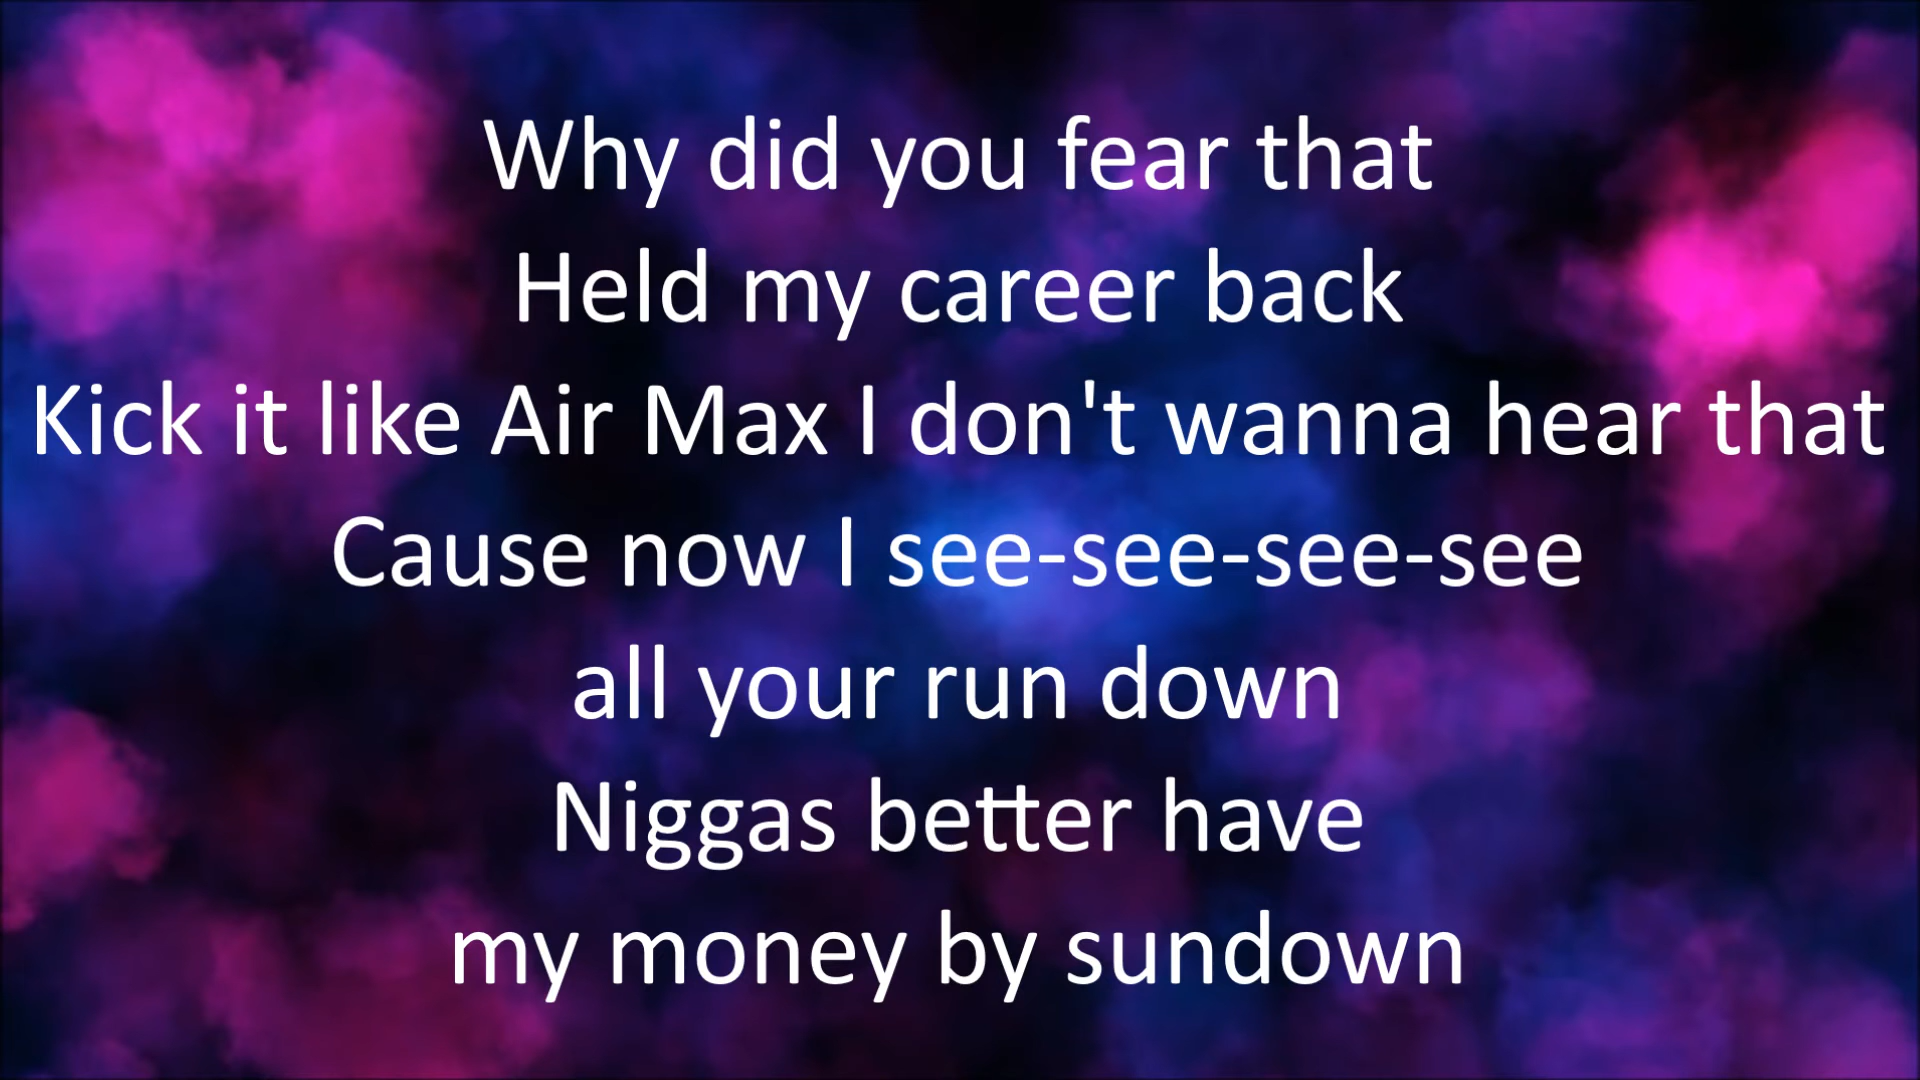 Why did you fear that
Held my career back
Kick it like Air Max I don't wanna hear that
Cause now I see-see-see-see
all your run down
Niggas better have
my money by sundown